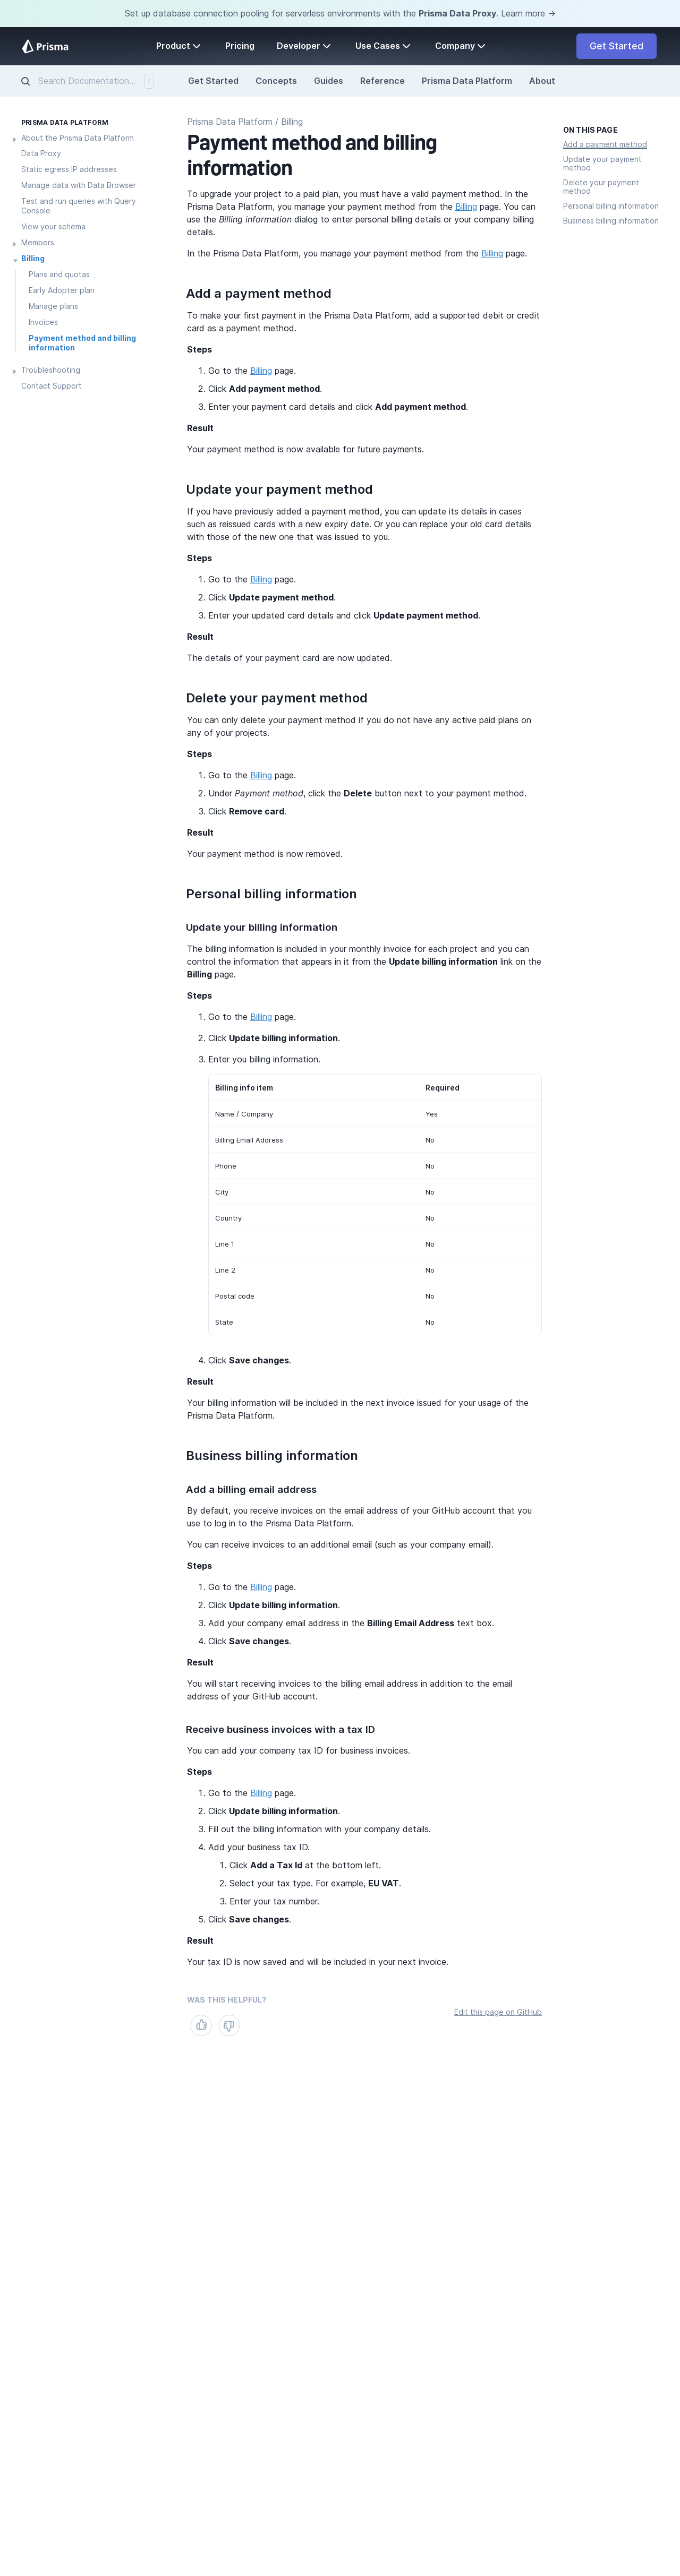 Set up database connection pooling for serverless environments with the Prisma Data Proxy. Learn more →
Prisma
Product
Pricing
Developer
Use Cases
Company
Get Started
Search Documentation...
/
Get Started
Concepts
Guides
Reference
Prisma Data Platform
About
PRISMA DATA PLATFORM
About the Prisma Data Platform
Data Proxy
Static egress IP addresses
Manage data with Data Browser
Test and run queries with Query
Console
View your schema
Members
Billing
Plans and quotas
Early Adopter plan
Manage plans
Invoices
Payment method and billing
information
Troubleshooting
Contact Support
Prisma Data Platform / Billing
Payment method and billing
information
To upgrade your project to a paid plan, you must have a valid payment method. In the
Prisma Data Platform, you manage your payment method from the Billing page. You can
use the Billing information dialog to enter personal billing details or your company billing
details.
In the Prisma Data Platform, you manage your payment method from the Billing page.
Add a payment method
To make your first payment in the Prisma Data Platform, add a supported debit or credit
card as a payment method.
Steps
1. Go to the Billing page.
2. Click Add payment method.
3. Enter your payment card details and click Add payment method.
Result
Your payment method is now available for future payments.
Update your payment method
If you have previously added a payment method, you can update its details in cases
such as reissued cards with a new expiry date. Or you can replace your old card details
with those of the new one that was issued to you.
Steps
1. Go to the Billing page.
2. Click Update payment method.
3. Enter your updated card details and click Update payment method.
Result
The details of your payment card are now updated.
Delete your payment method
You can only delete your payment method if you do not have any active paid plans on
any of your projects.
Steps
1. Go to the Billing page.
2. Under Payment method, click the Delete button next to your payment method.
3. Click Remove card.
Result
Your payment method is now removed.
Personal billing information
Update your billing information
The billing information is included in your monthly invoice for each project and you can
control the information that appears in it from the Update billing information link on the
Billing page.
Steps
1. Go to the Billing page.
2. Click Update billing information.
3. Enter you billing information.
Billing info item Required
Name / Company Yes
Billing Email Address No
Phone No
City No
Country No
Line 1 No
Line 2 No
Postal code No
State No
4. Click Save changes.
Result
Your billing information will be included in the next invoice issued for your usage of the
Prisma Data Platform.
Business billing information
Add a billing email address
By default, you receive invoices on the email address of your GitHub account that you
use to log in to the Prisma Data Platform.
You can receive invoices to an additional email (such as your company email).
Steps
1. Go to the Billing page.
2. Click Update billing information.
3. Add your company email address in the Billing Email Address text box.
4. Click Save changes.
Result
You will start receiving invoices to the billing email address in addition to the email
address of your GitHub account.
Receive business invoices with a tax ID
You can add your company tax ID for business invoices.
Steps
1. Go to the Billing page.
2. Click Update billing information.
3. Fill out the billing information with your company details.
4. Add your business tax ID.
1. Click Add a Tax Id at the bottom left.
2. Select your tax type. For example, EU VAT.
3. Enter your tax number.
5. Click Save changes.
Result
Your tax ID is now saved and will be included in your next invoice.
WAS THIS HELPFUL?
Edit this page on GitHub
ON THIS PAGE
Add a payment method
Update your payment
method
Delete your payment
method
Personal billing information
Business billing information